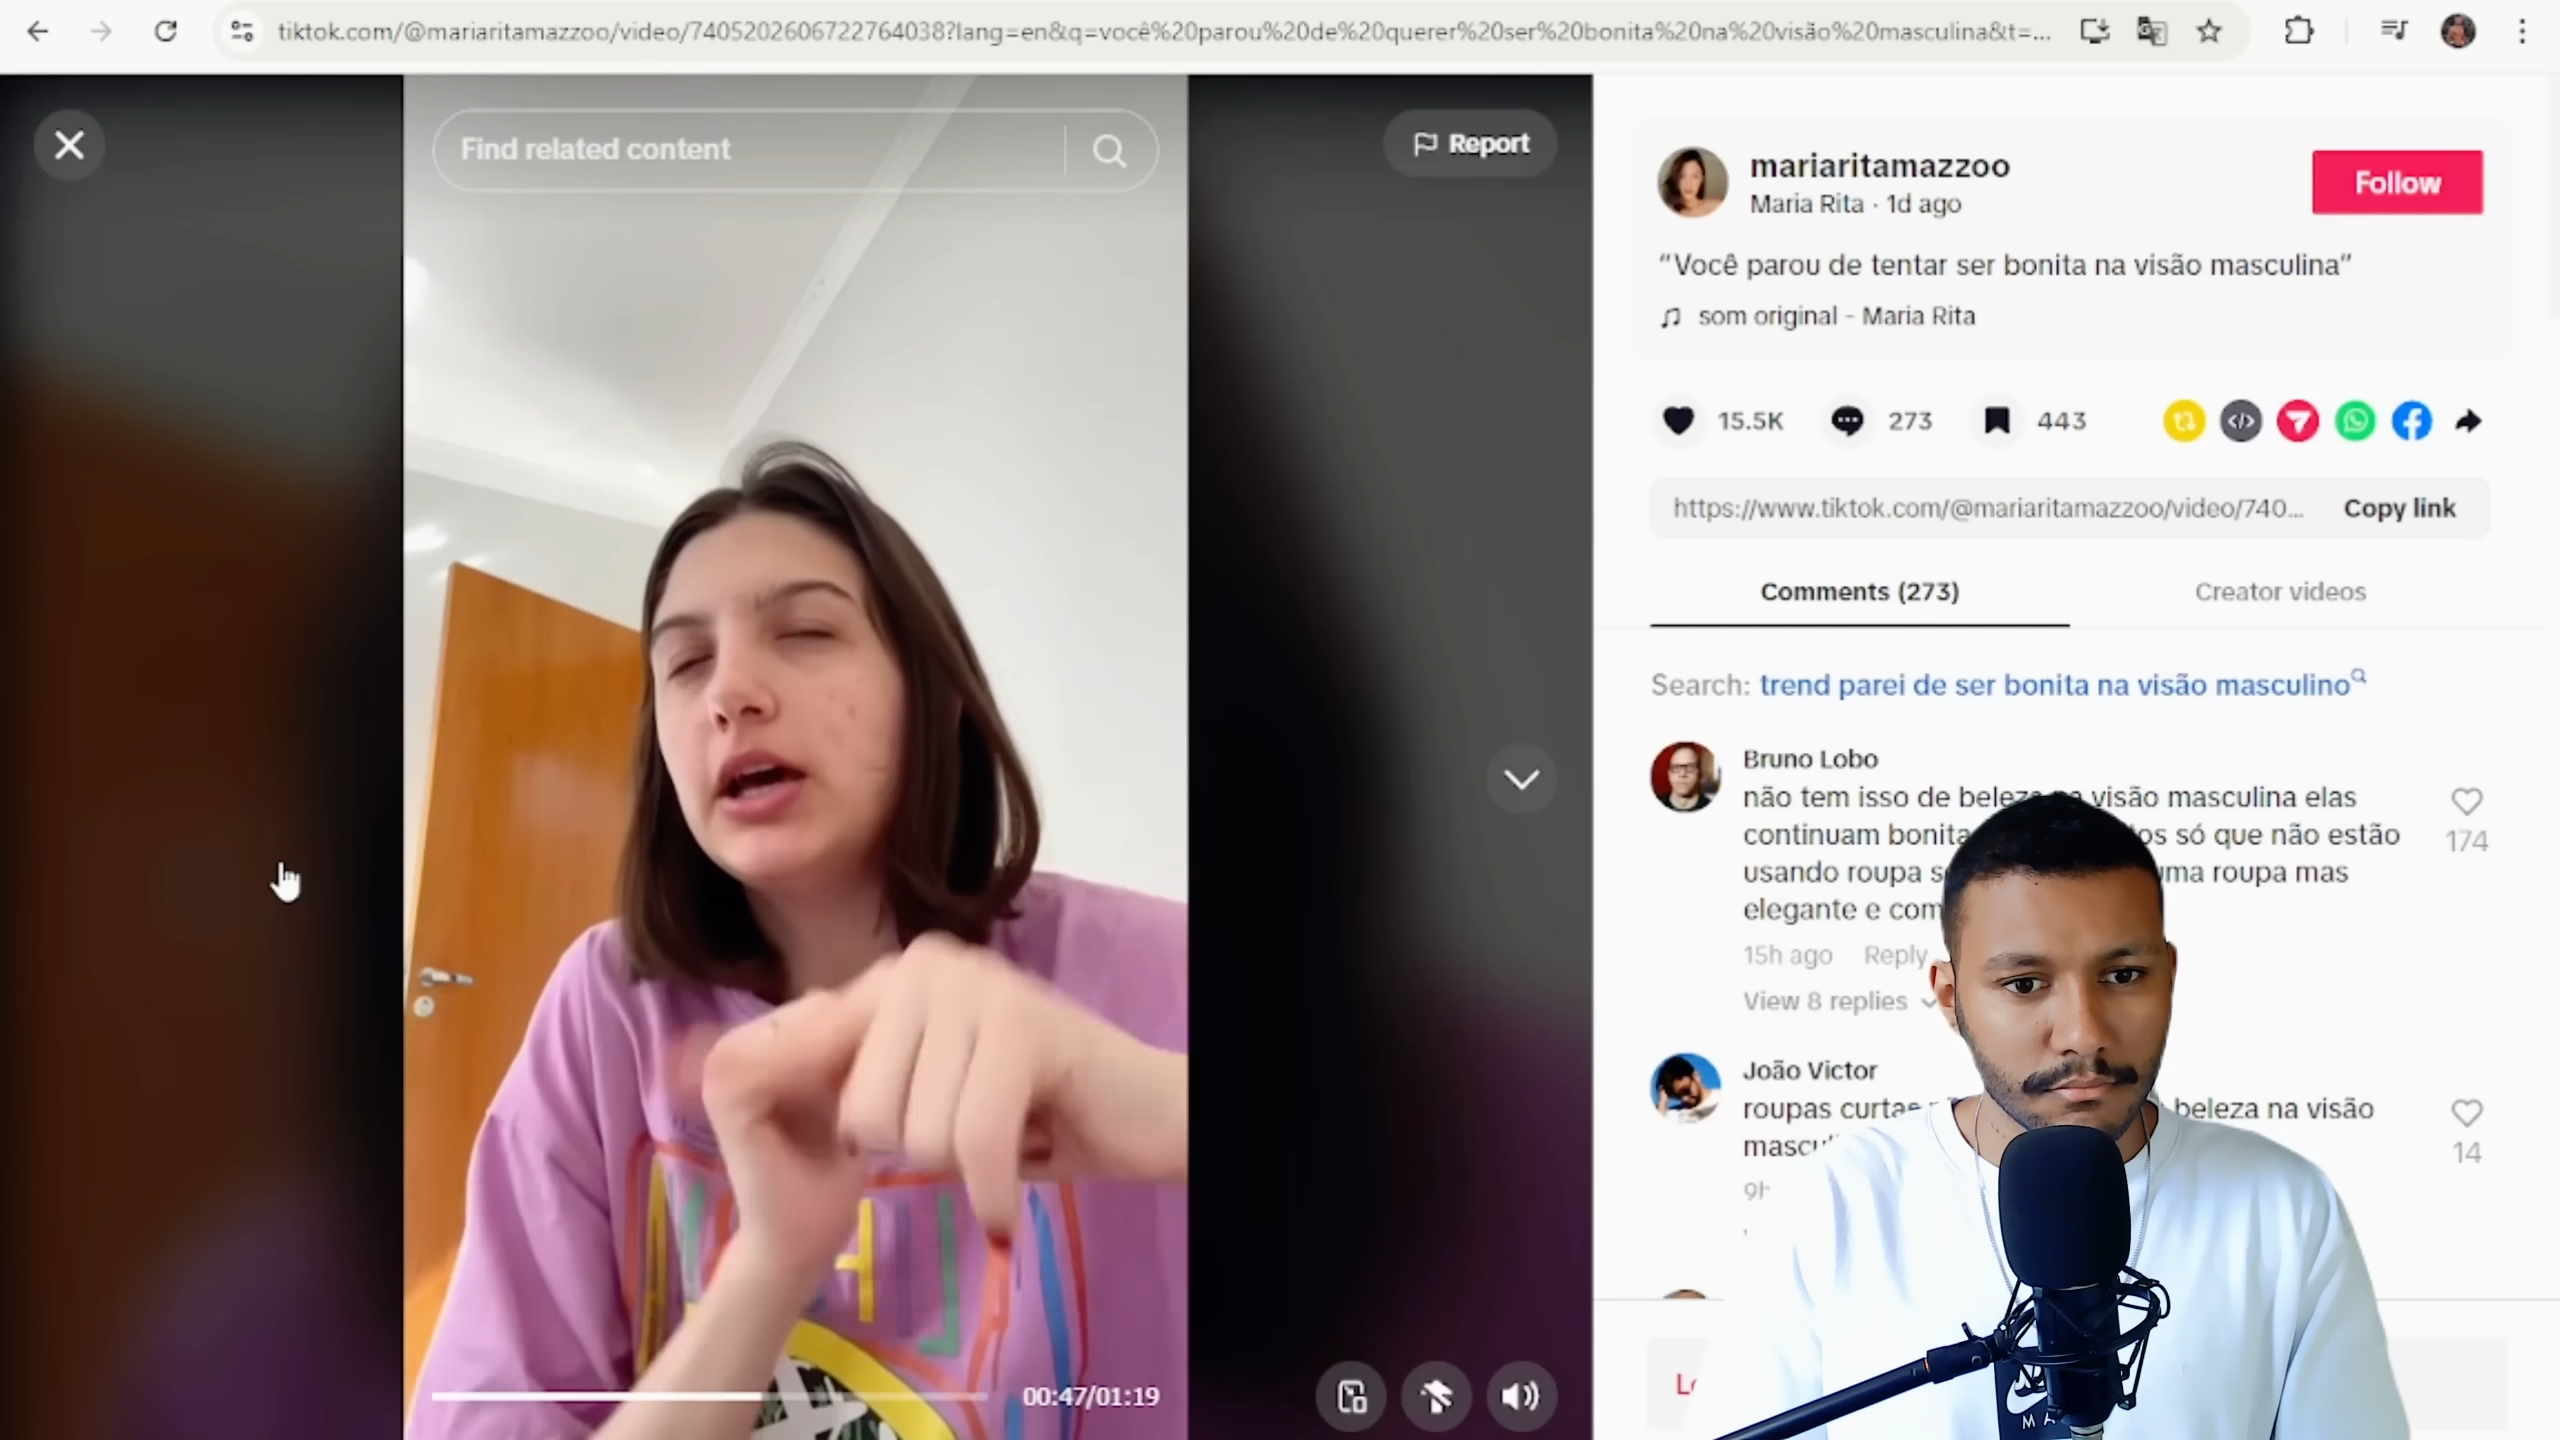 tiktok.com/@mariaritamazzoo/video/7405202606722764038?lang=en&q=você%20parou%20de%20querer%20ser%20bonita%20na%20visão%20masculina&t=...
Find related content
Report
mariaritamazzoo
Maria Rita · 1d ago
Follow
“Você parou de tentar ser bonita na visão masculina”
som original - Maria Rita
15.5K
273
443
https://www.tiktok.com/@mariaritamazzoo/video/740...
Copy link
Comments (273)
Creator videos
Search: trend parei de ser bonita na visão masculino
Bruno Lobo
não tem isso de beleza visão masculina elas
continuam bonita só que não estão
usando roupa roupa mas
elegante e com
174
15h ago Reply
View 8 replies
João Victor
roupas curtas beleza na visão
14
00:47/01:19